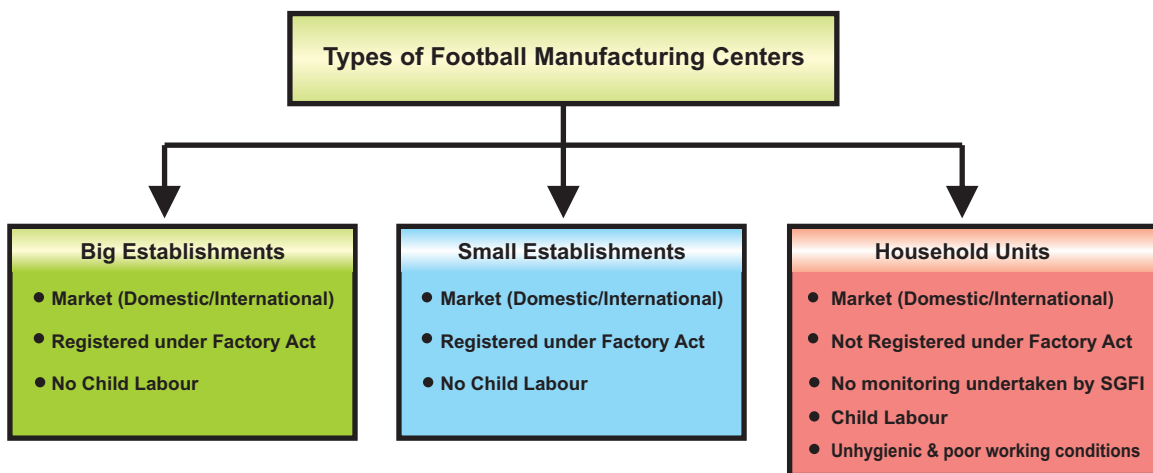 Types of Football Manufacturing Centers
Big Establishments
● Market (Domestic/International)
● Registered under Factory Act
● No Child Labour
Small Establishments
● Market (Domestic/International)
● Registered under Factory Act
● No Child Labour
Household Units
● Market (Domestic/International)
● Not Registered under Factory Act
● No monitoring undertaken by SGFI
● Child Labour
● Unhygienic & poor working conditions